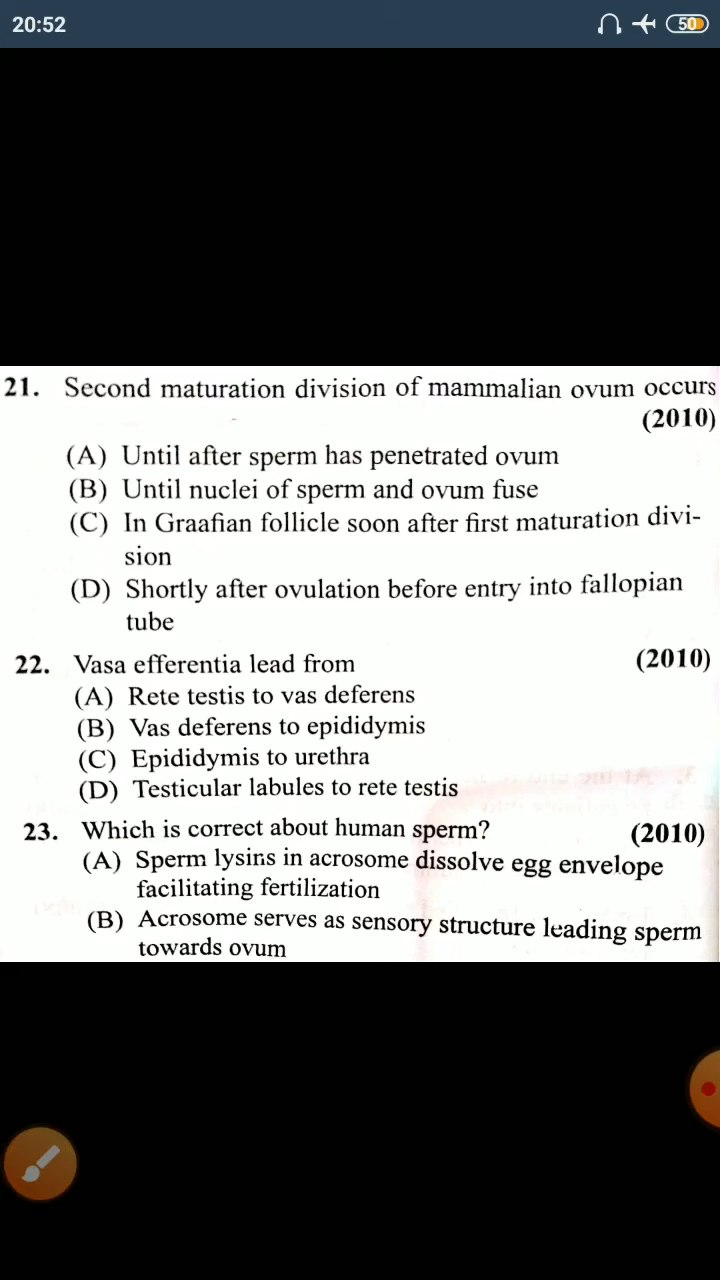 20:52
50
21. Second maturation division of mammalian ovum occurs
(2010)
(A) Until after sperm has penetrated ovum
(B) Until nuclei of sperm and ovum fuse
(C) In Graafian follicle soon after first maturation divi-
sion
(D) Shortly after ovulation before entry into fallopian
tube
22. Vasa efferentia lead from (2010)
(A) Rete testis to vas deferens
(B) Vas deferens to epididymis
(C) Epididymis to urethra
(D) Testicular labules to rete testis
23. Which is correct about human sperm? (2010)
(A) Sperm lysins in acrosome dissolve egg envelope
facilitating fertilization
(B) Acrosome serves as sensory structure leading sperm
towards ovum